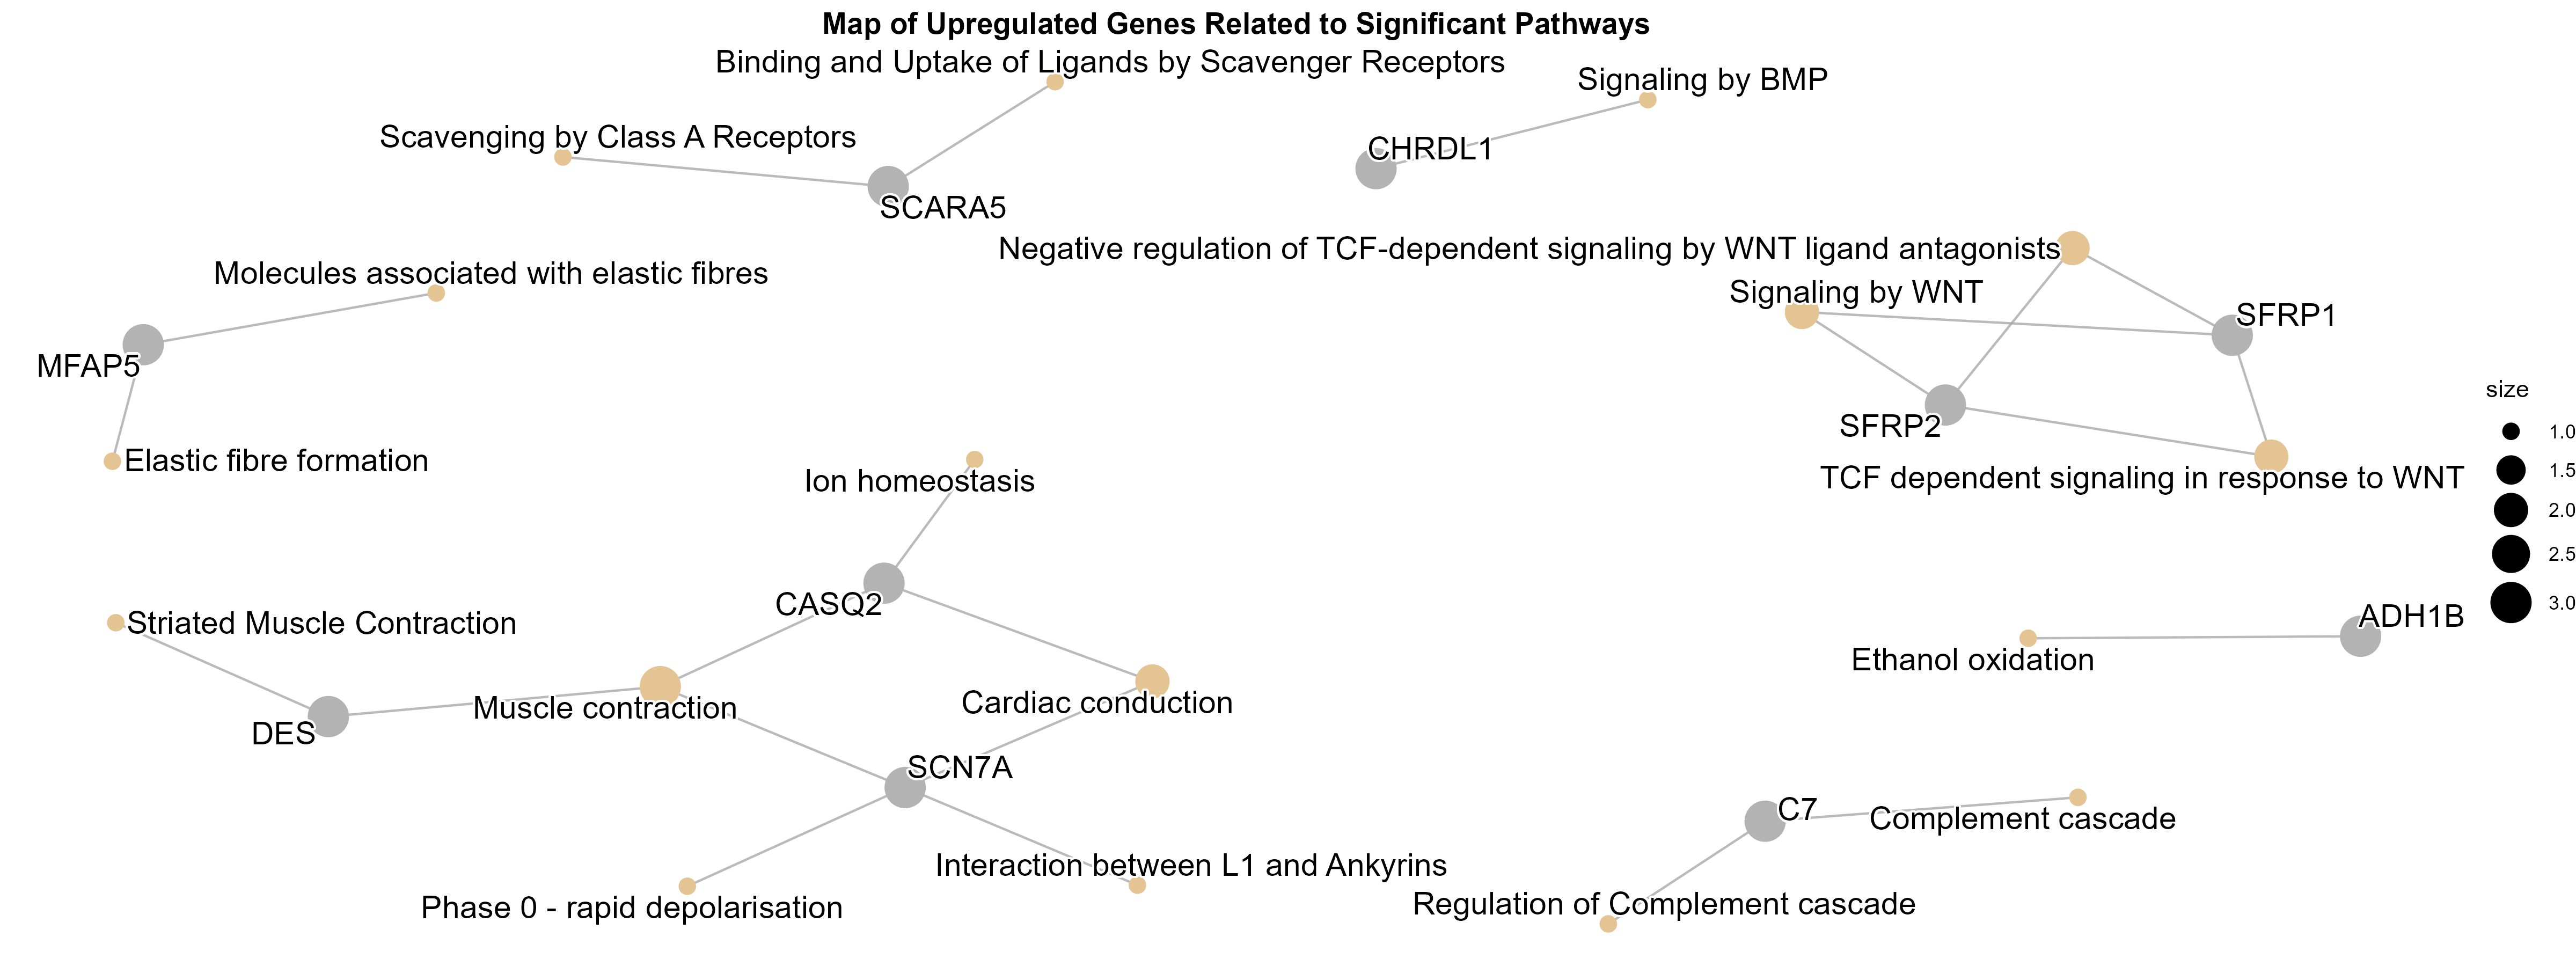 Map of Upregulated Genes Related to Significant Pathways
Binding and Uptake of Ligands by Scavenger Receptors
Signaling by BMP
Scavenging by Class A Receptors
CHRDL1
SCARA5
Negative regulation of TCF-dependent signaling by WNT ligand antagonists
Molecules associated with elastic fibres
Signaling by WNT
SFRP1
MFAP5
size
SFRP2
1.0
Elastic fibre formation
1.5
TCF dependent signaling in response to WNT
Ion homeostasis
2.0
2.5
CASQ2
3.0
ADH1B
Striated Muscle Contraction
Ethanol oxidation
Cardiac conduction
Muscle contraction
DES
SCN7A
C7
Complement cascade
Interaction between L1 and Ankyrins
Regulation of Complement cascade
Phase 0 - rapid depolarisation